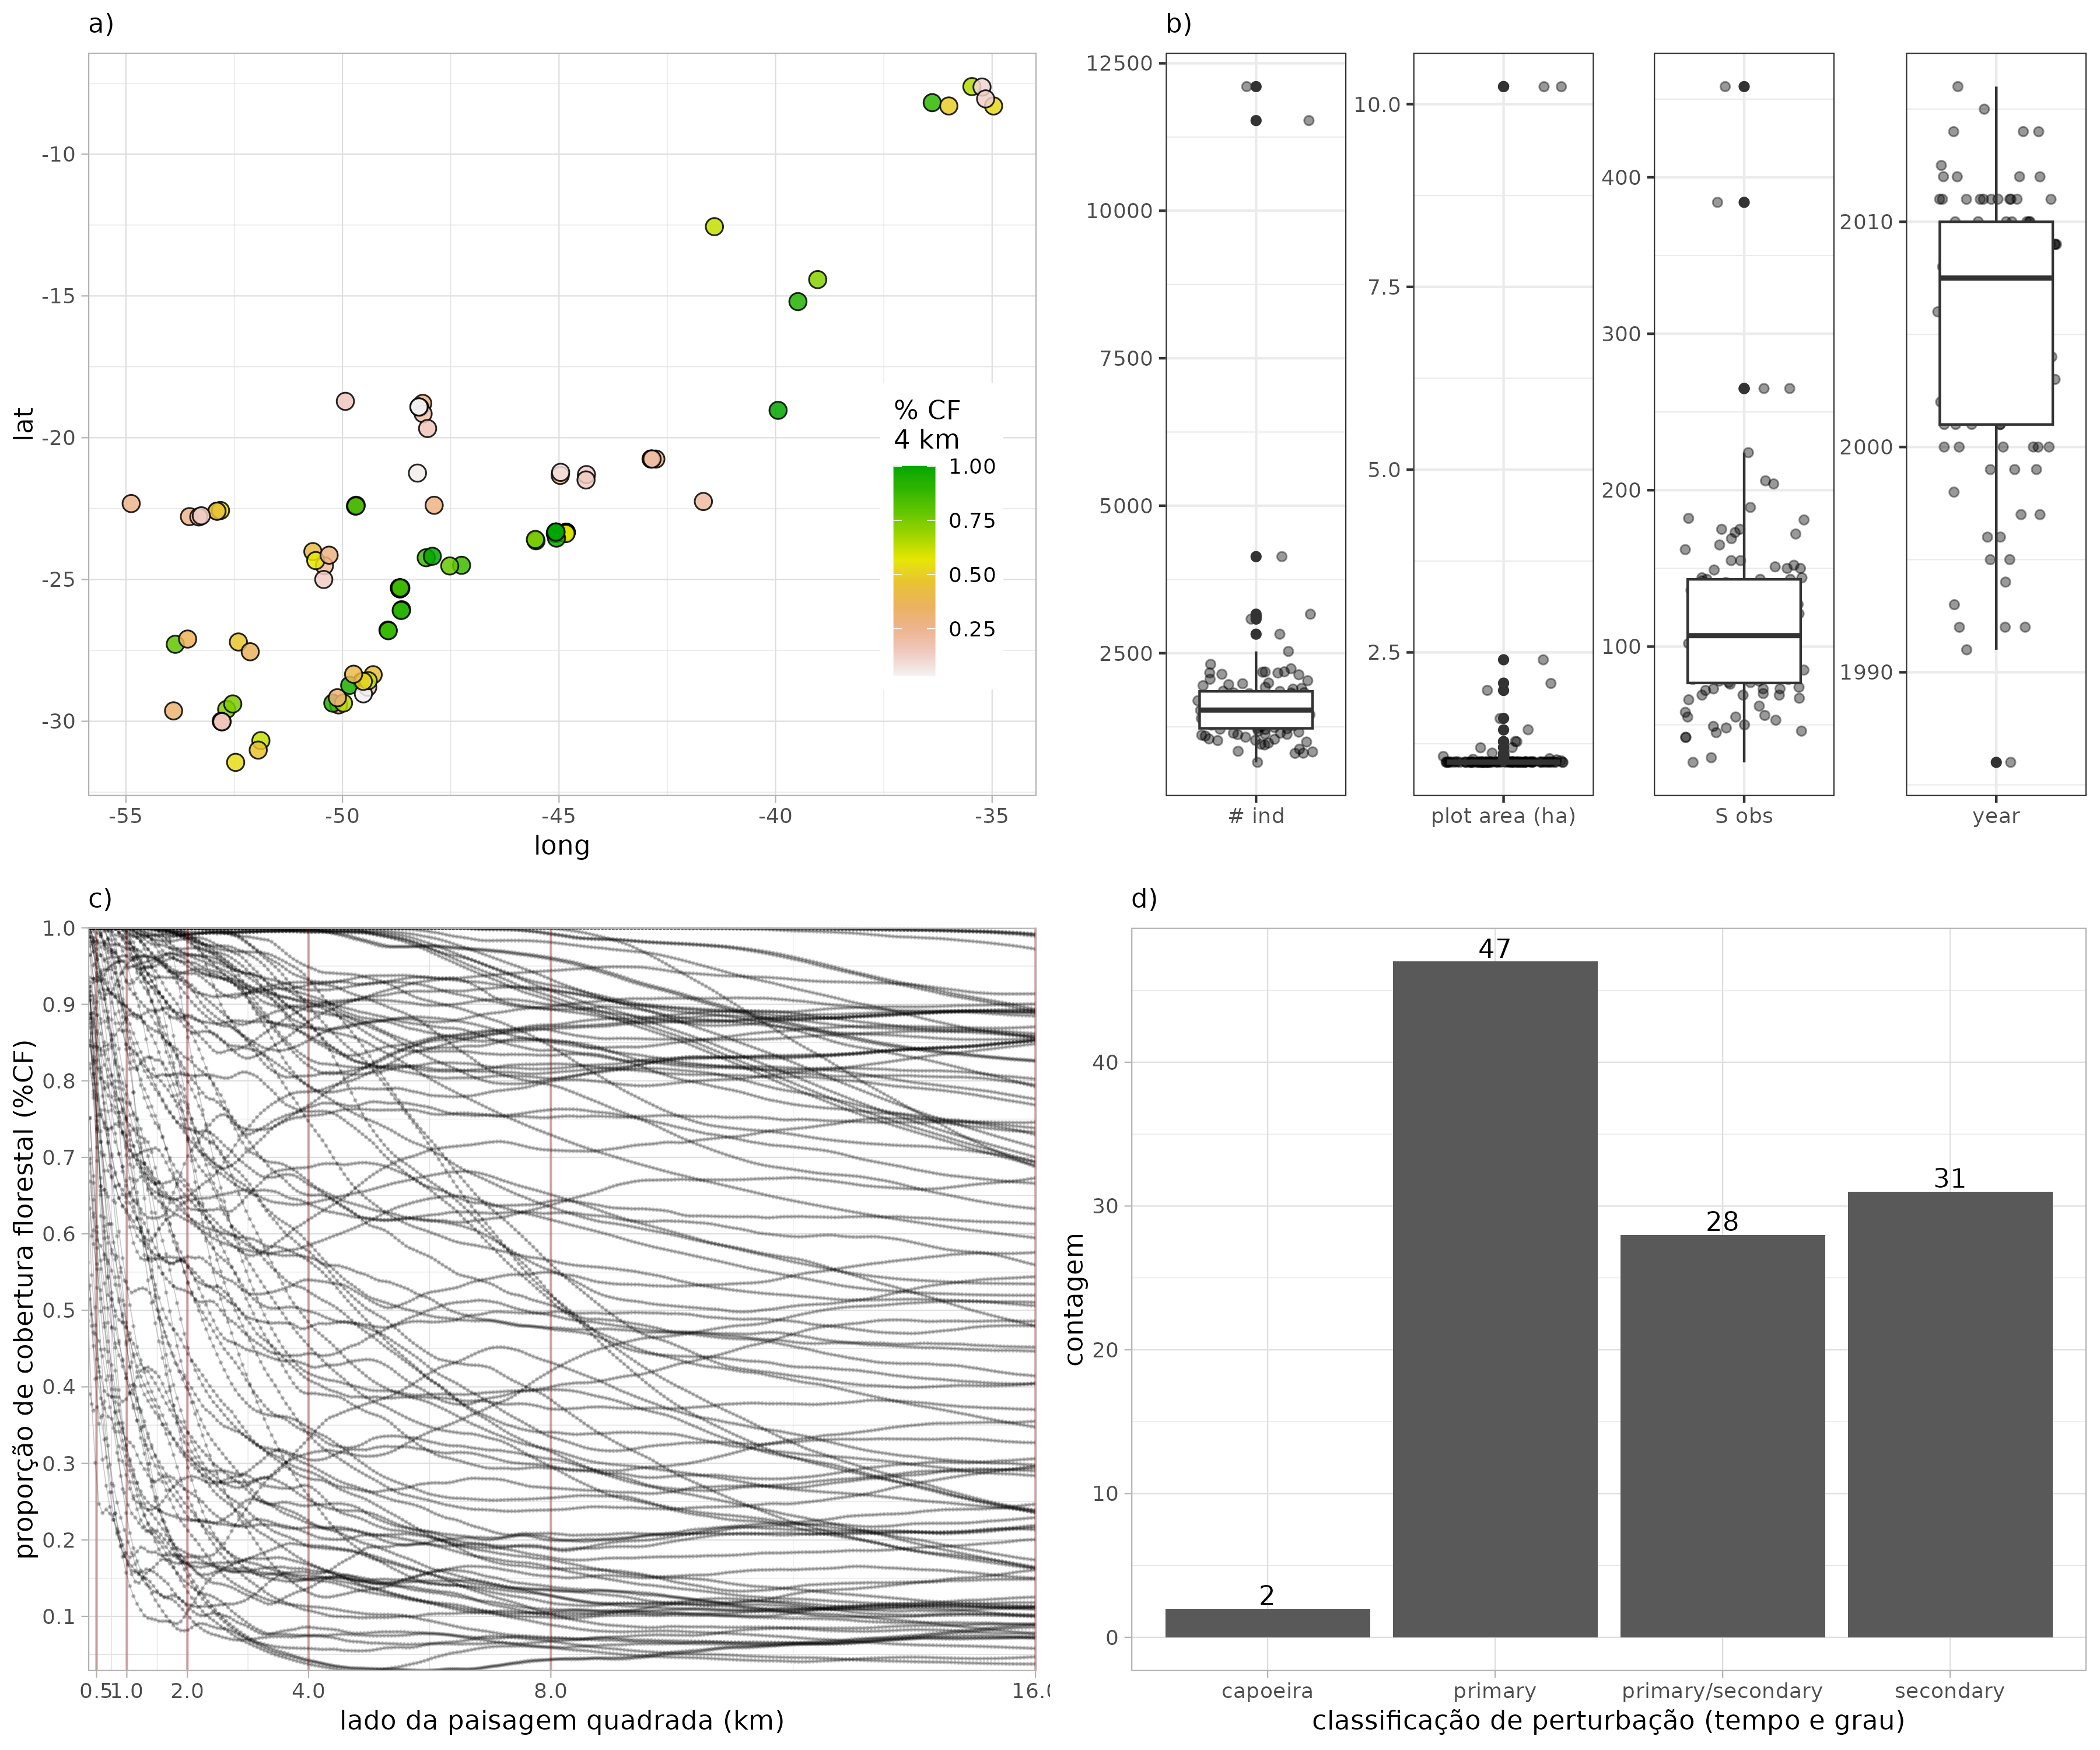 a)
-10
-15
-20
-25
-30
lat
-55
-50
-45
-40
-35
long
% CF
4 km
1.00
0.75
0.50
0.25
b)
12500
10000
7500
5000
2500
# ind
10.0
7.5
5.0
2.5
plot area (ha)
400
300
200
100
S obs
2010
2000
1990
year
c)
1.0
0.9
0.8
0.7
0.6
0.5
0.4
0.3
0.2
0.1
proporção de cobertura florestal (%CF)
0.5
1.0
2.0
4.0
8.0
16.0
lado da paisagem quadrada (km)
d)
40
30
20
10
0
contagem
2
47
28
31
capoeira
primary
primary/secondary
secondary
classificação de perturbação (tempo e grau)